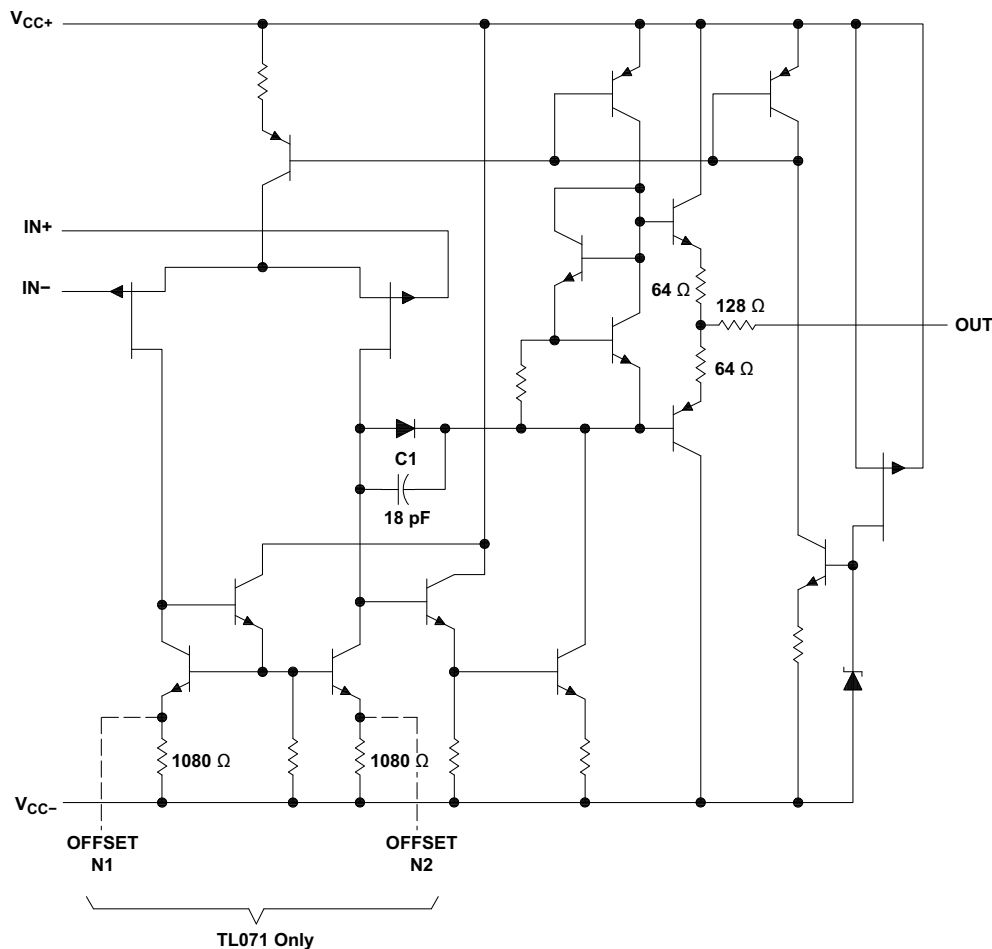 VCC+
IN+
IN−
64 Ω
128 Ω
OUT
64 Ω
C1
18 pF
1080 Ω
1080 Ω
VCC−
OFFSET
N1
OFFSET
N2
TL071 Only